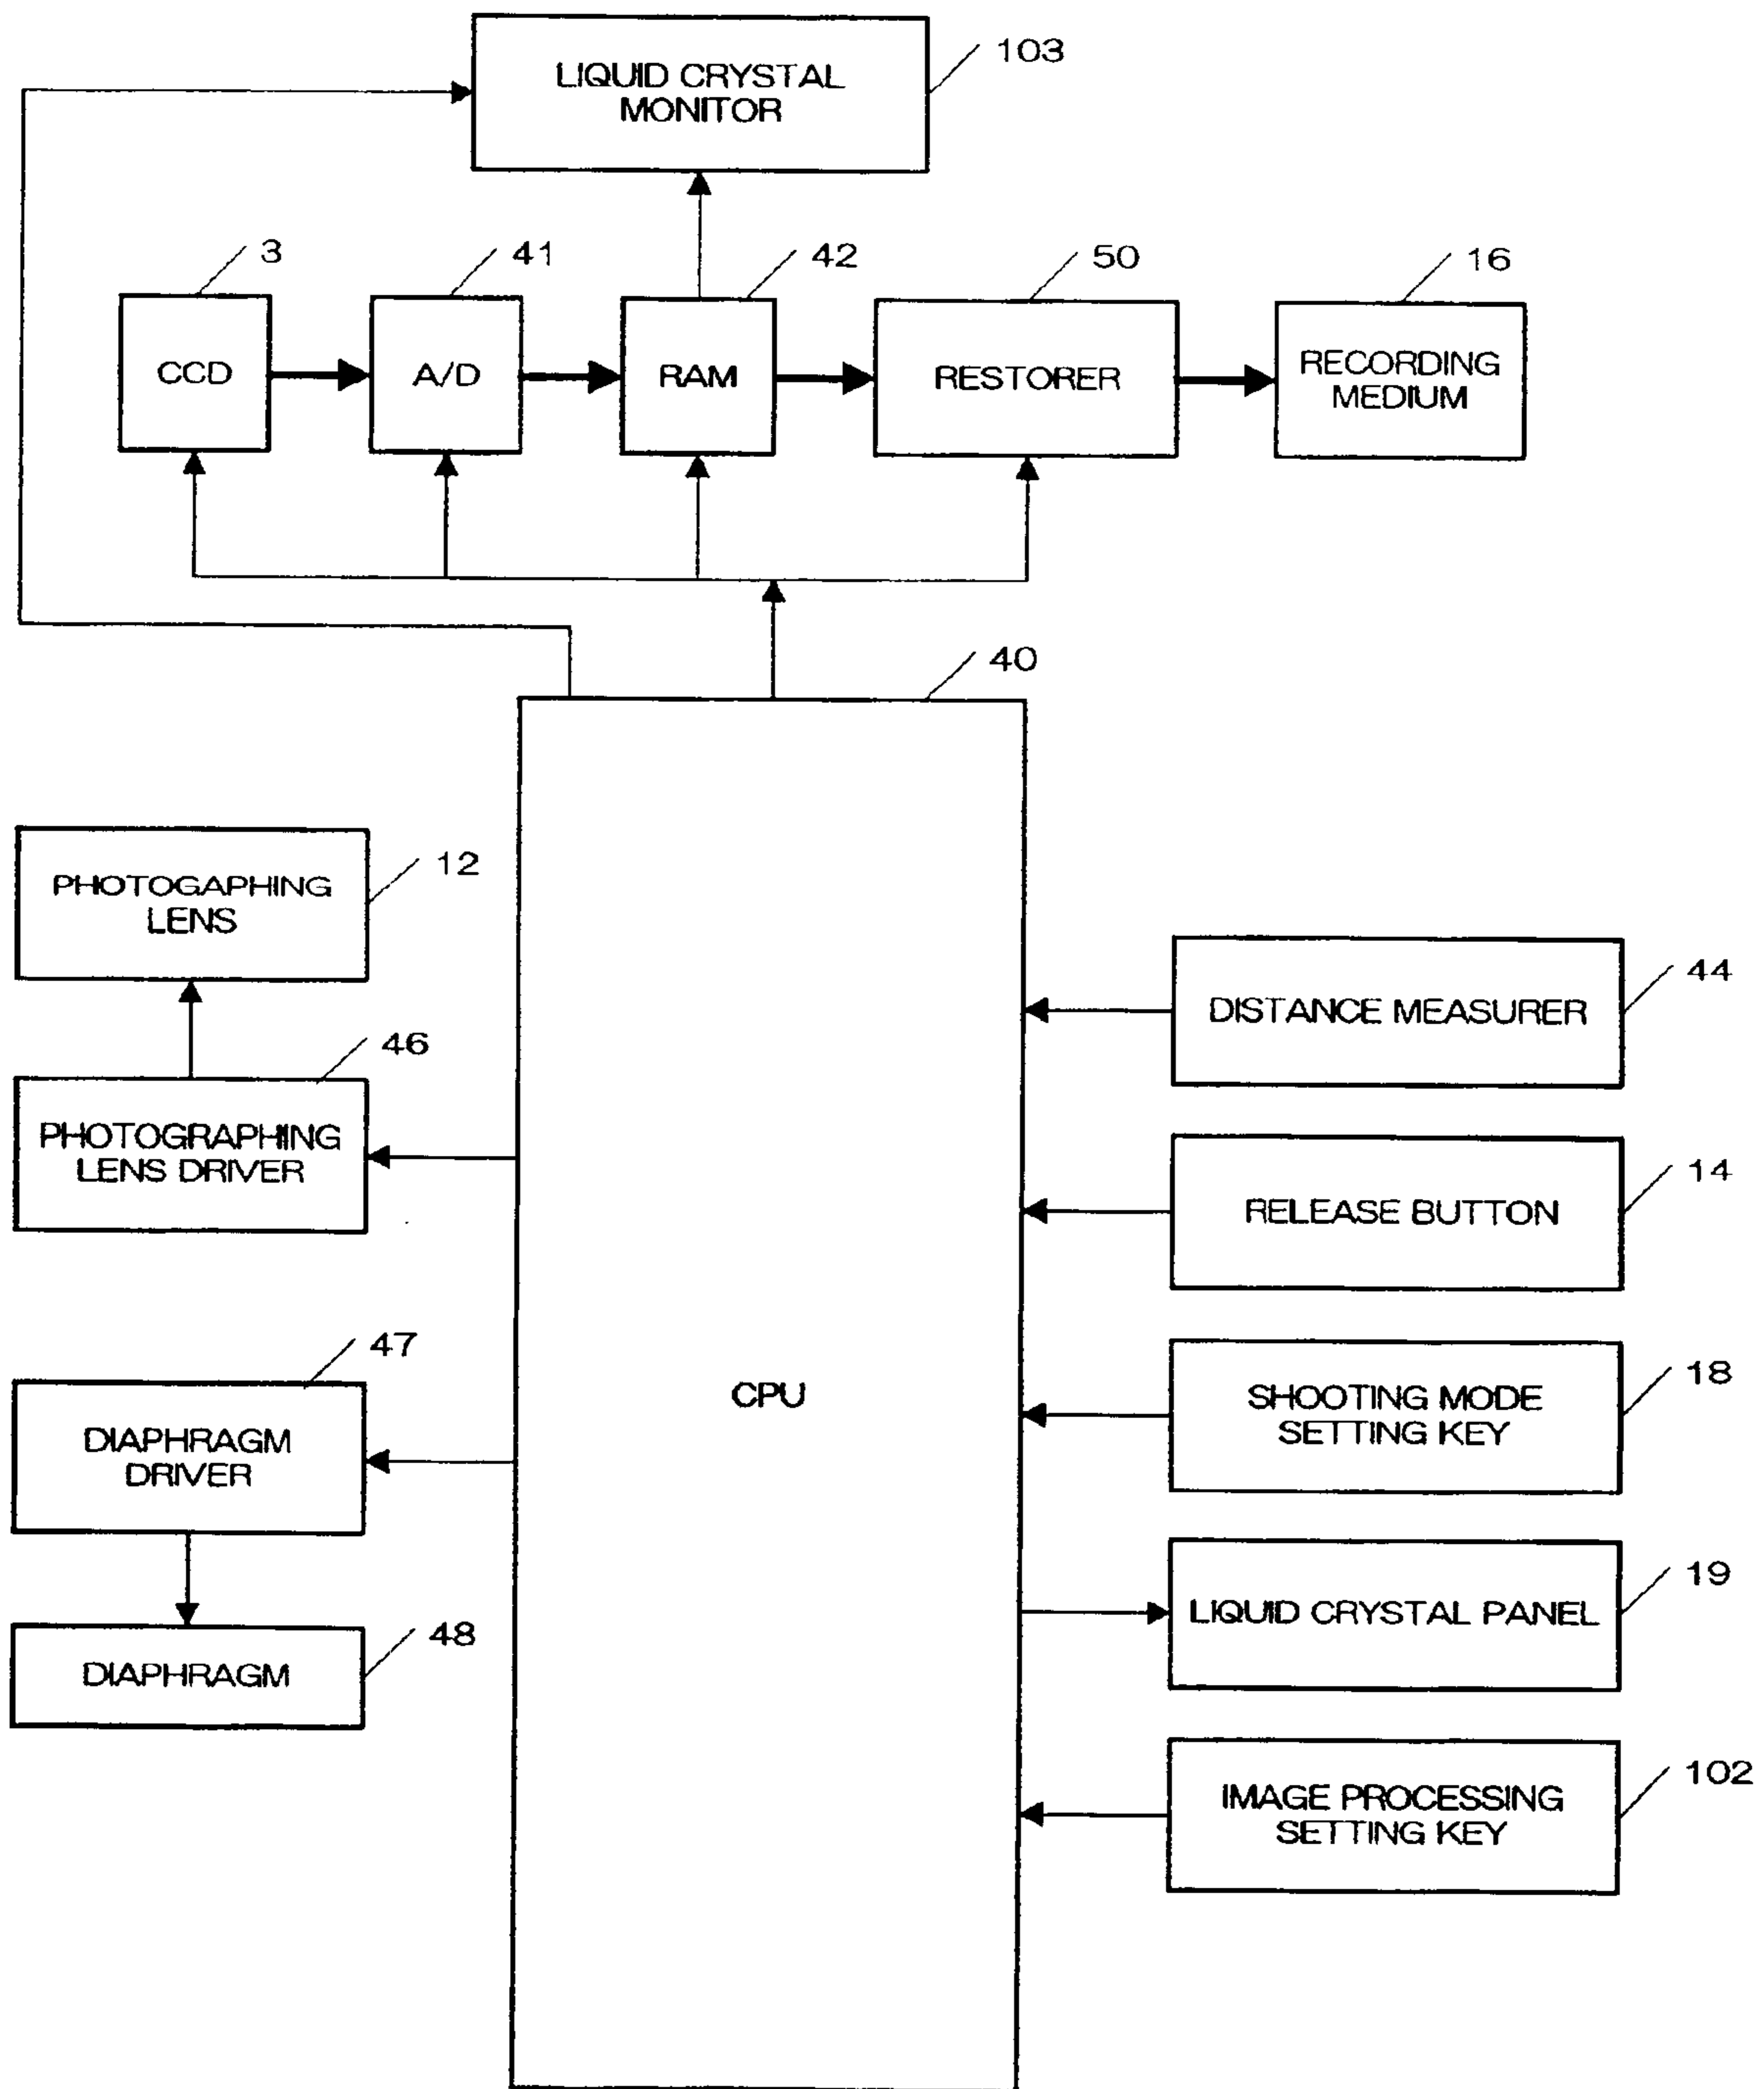 LIQUID CRYSTAL
MONITOR
103
3
41
42
50
16
CCD
A/D
RAM
RESTORER
RECORDING
MEDIUM
40
PHOTOGAPHING
LENS
12
DISTANCE MEASURER
44
46
PHOTOGRAPHING
LENS DRIVER
RELEASE BUTTON
14
47
DIAPHRAGM
DRIVER
CPU
SHOOTING MODE
SETTING KEY
18
LIQUID CRYSTAL PANEL
19
DIAPHRAGM
48
IMAGE PROCESSING
SETTING KEY
102